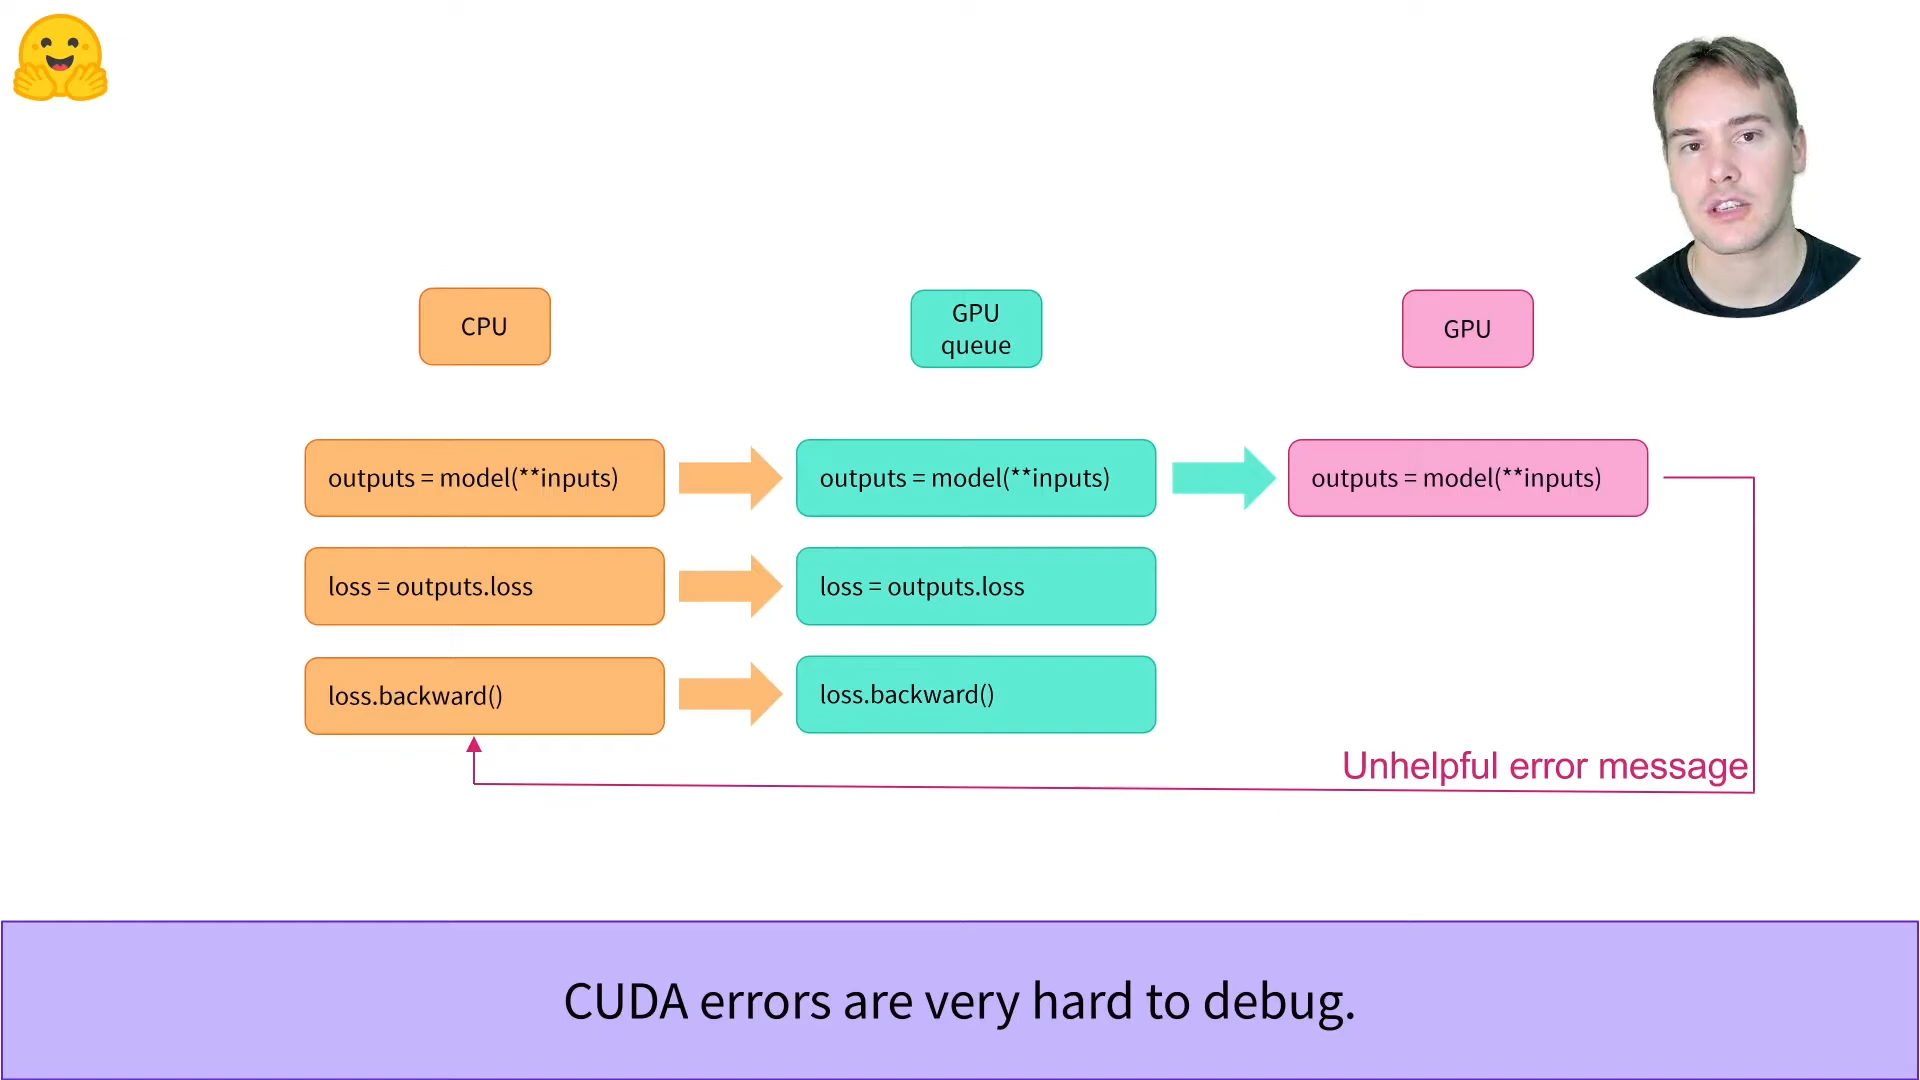 CPU
GPU
queue
GPU
outputs = model(**inputs)
outputs = model(**inputs)
outputs = model(**inputs)
loss = outputs.loss
loss = outputs.loss
loss.backward()
loss.backward()
Unhelpful error message
CUDA errors are very hard to debug.